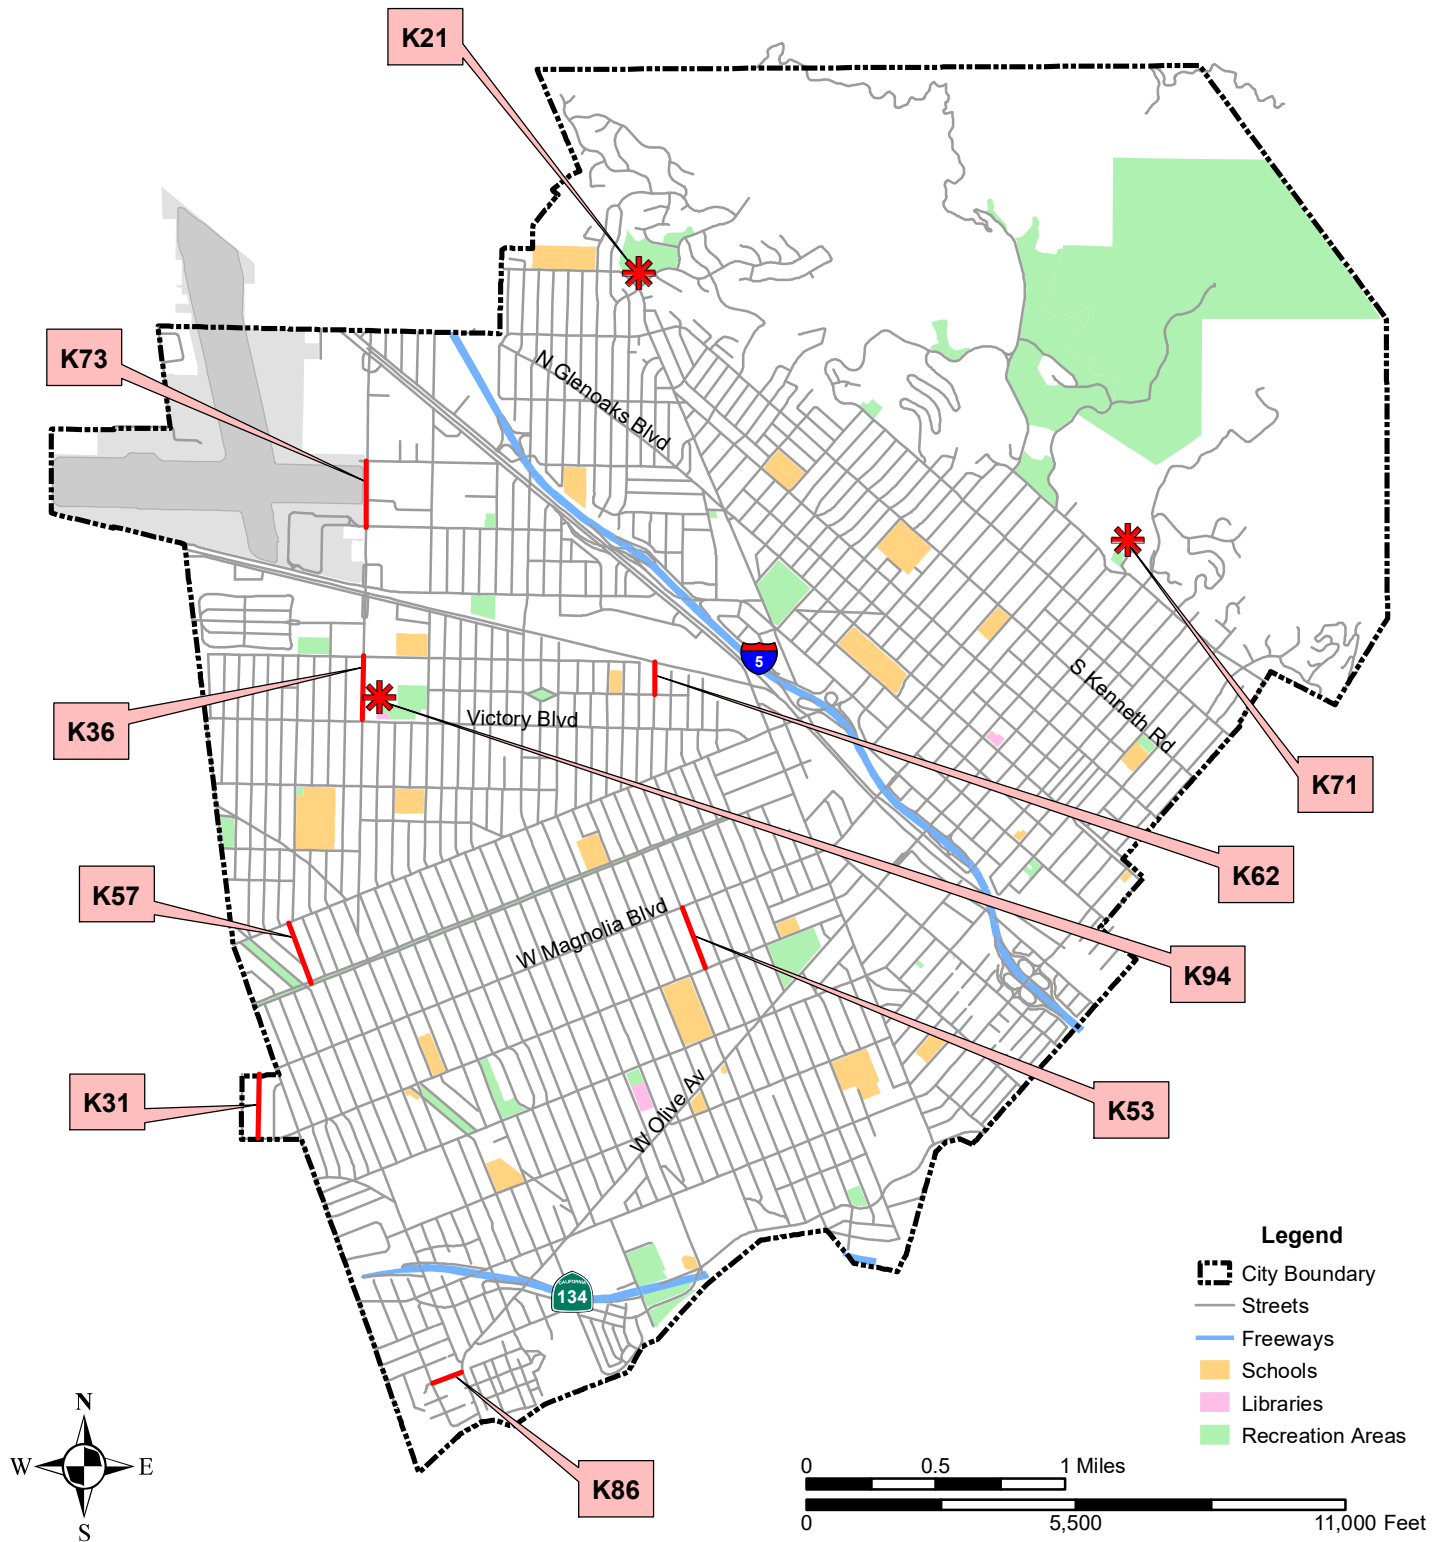 K21
K73
N Glenoaks Blvd
5
S Kenneth Rd
K36
Victory Blvd
K71
K62
K57
W Magnolia Blvd
K94
K31
K53
W Olive Av
CALIFORNIA
134
K86
Legend
City Boundary
Streets
Freeways
Schools
Libraries
Recreation Areas
N
W E
S
0 0.5 1 Miles
0 5,500 11,000 Feet